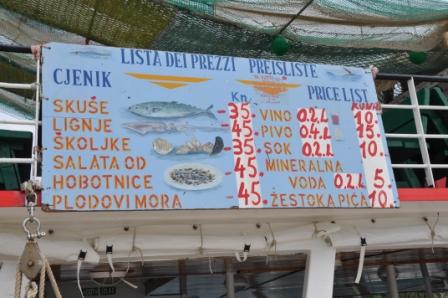 LISTA DEI PREZZI PREISLISTE
CJENIK
PRICE LIST
Kn
KUNA
SKUŠE 35.
LIGNJE 45.
ŠKOLJKE 35.
SALATA OD
HOBOTNICE 45.
PLODOVI MORA 45.
VINO 0.2 L 10.
PIVO 0.4 L 15.
SOK 0.2 L 10.
MINERALNA
VODA 0.2 L 5.
ŽESTOKA PIĆA 10.